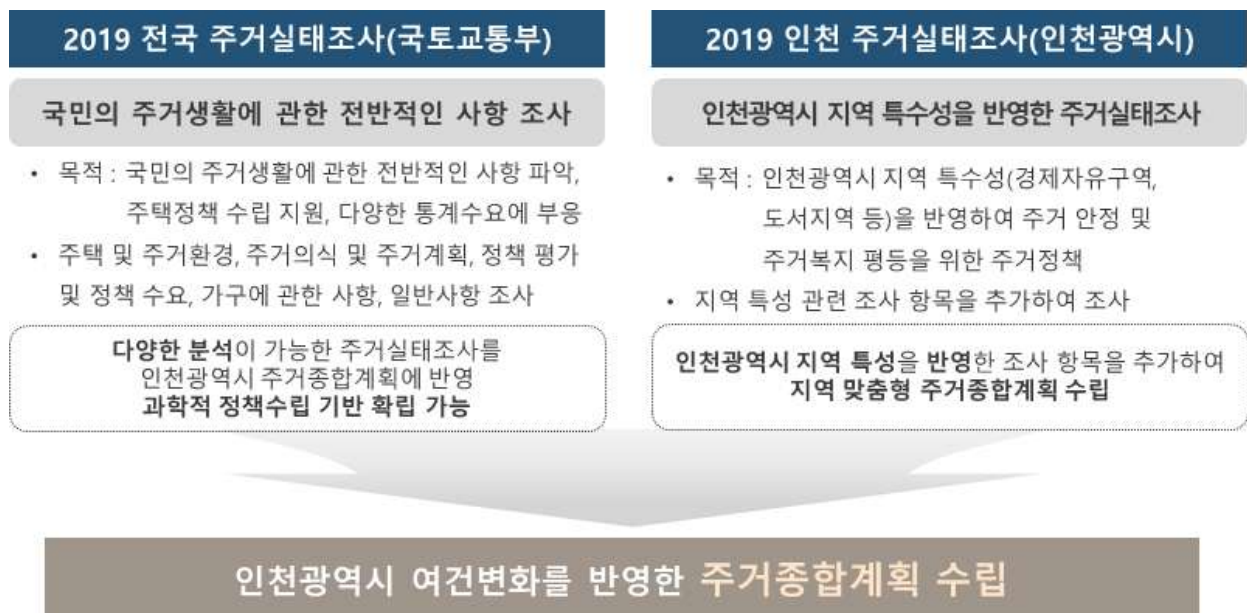 2019 전국 주거실태조사(국토교통부)
국민의 주거생활에 관한 전반적인 사항 조사
• 목적 : 국민의 주거생활에 관한 전반적인 사항 파악,
주택정책 수립 지원, 다양한 통계수요에 부응
• 주택 및 주거환경, 주거의식 및 주거계획, 정책 평가
및 정책 수요, 가구에 관한 사항, 일반사항 조사
다양한 분석이 가능한 주거실태조사를
인천광역시 주거종합계획에 반영
과학적 정책수립 기반 확립 가능
2019 인천 주거실태조사(인천광역시)
인천광역시 지역 특수성을 반영한 주거실태조사
• 목적 : 인천광역시 지역 특수성(경제자유구역,
도서지역 등)을 반영하여 주거 안정 및
주거복지 평등을 위한 주거정책
• 지역 특성 관련 조사 항목을 추가하여 조사
인천광역시 지역 특성을 반영한 조사 항목을 추가하여
지역 맞춤형 주거종합계획 수립
인천광역시 여건변화를 반영한 주거종합계획 수립